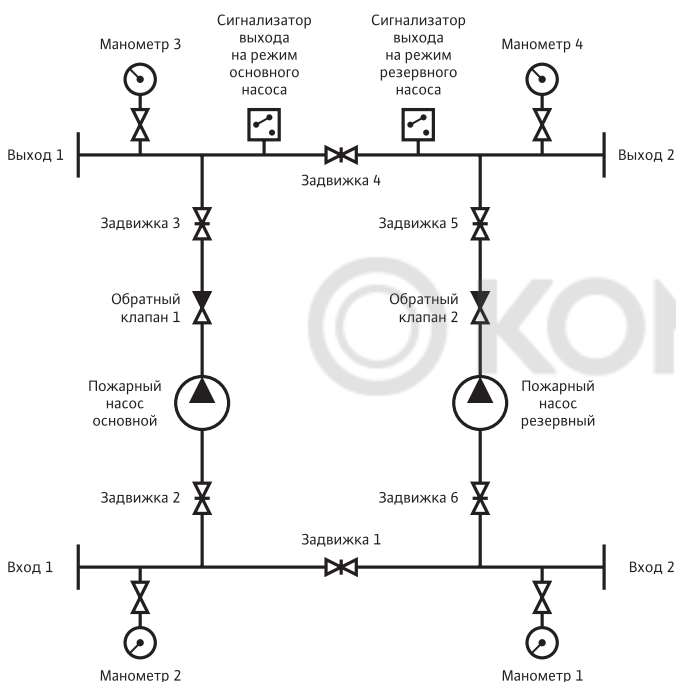 Сигнализатор
выхода
на режим
основного
насоса
Сигнализатор
выхода
на режим
резервного
насоса
Манометр 3
Манометр 4
Выход 1
Выход 2
Задвижка 4
Задвижка 3
Задвижка 5
Обратный
клапан 1
Обратный
клапан 2
KON
Пожарный
насос
основной
Пожарный
насос
резервный
Задвижка 2
Задвижка 6
Задвижка 1
Вход 1
Вход 2
Манометр 2
Манометр 1